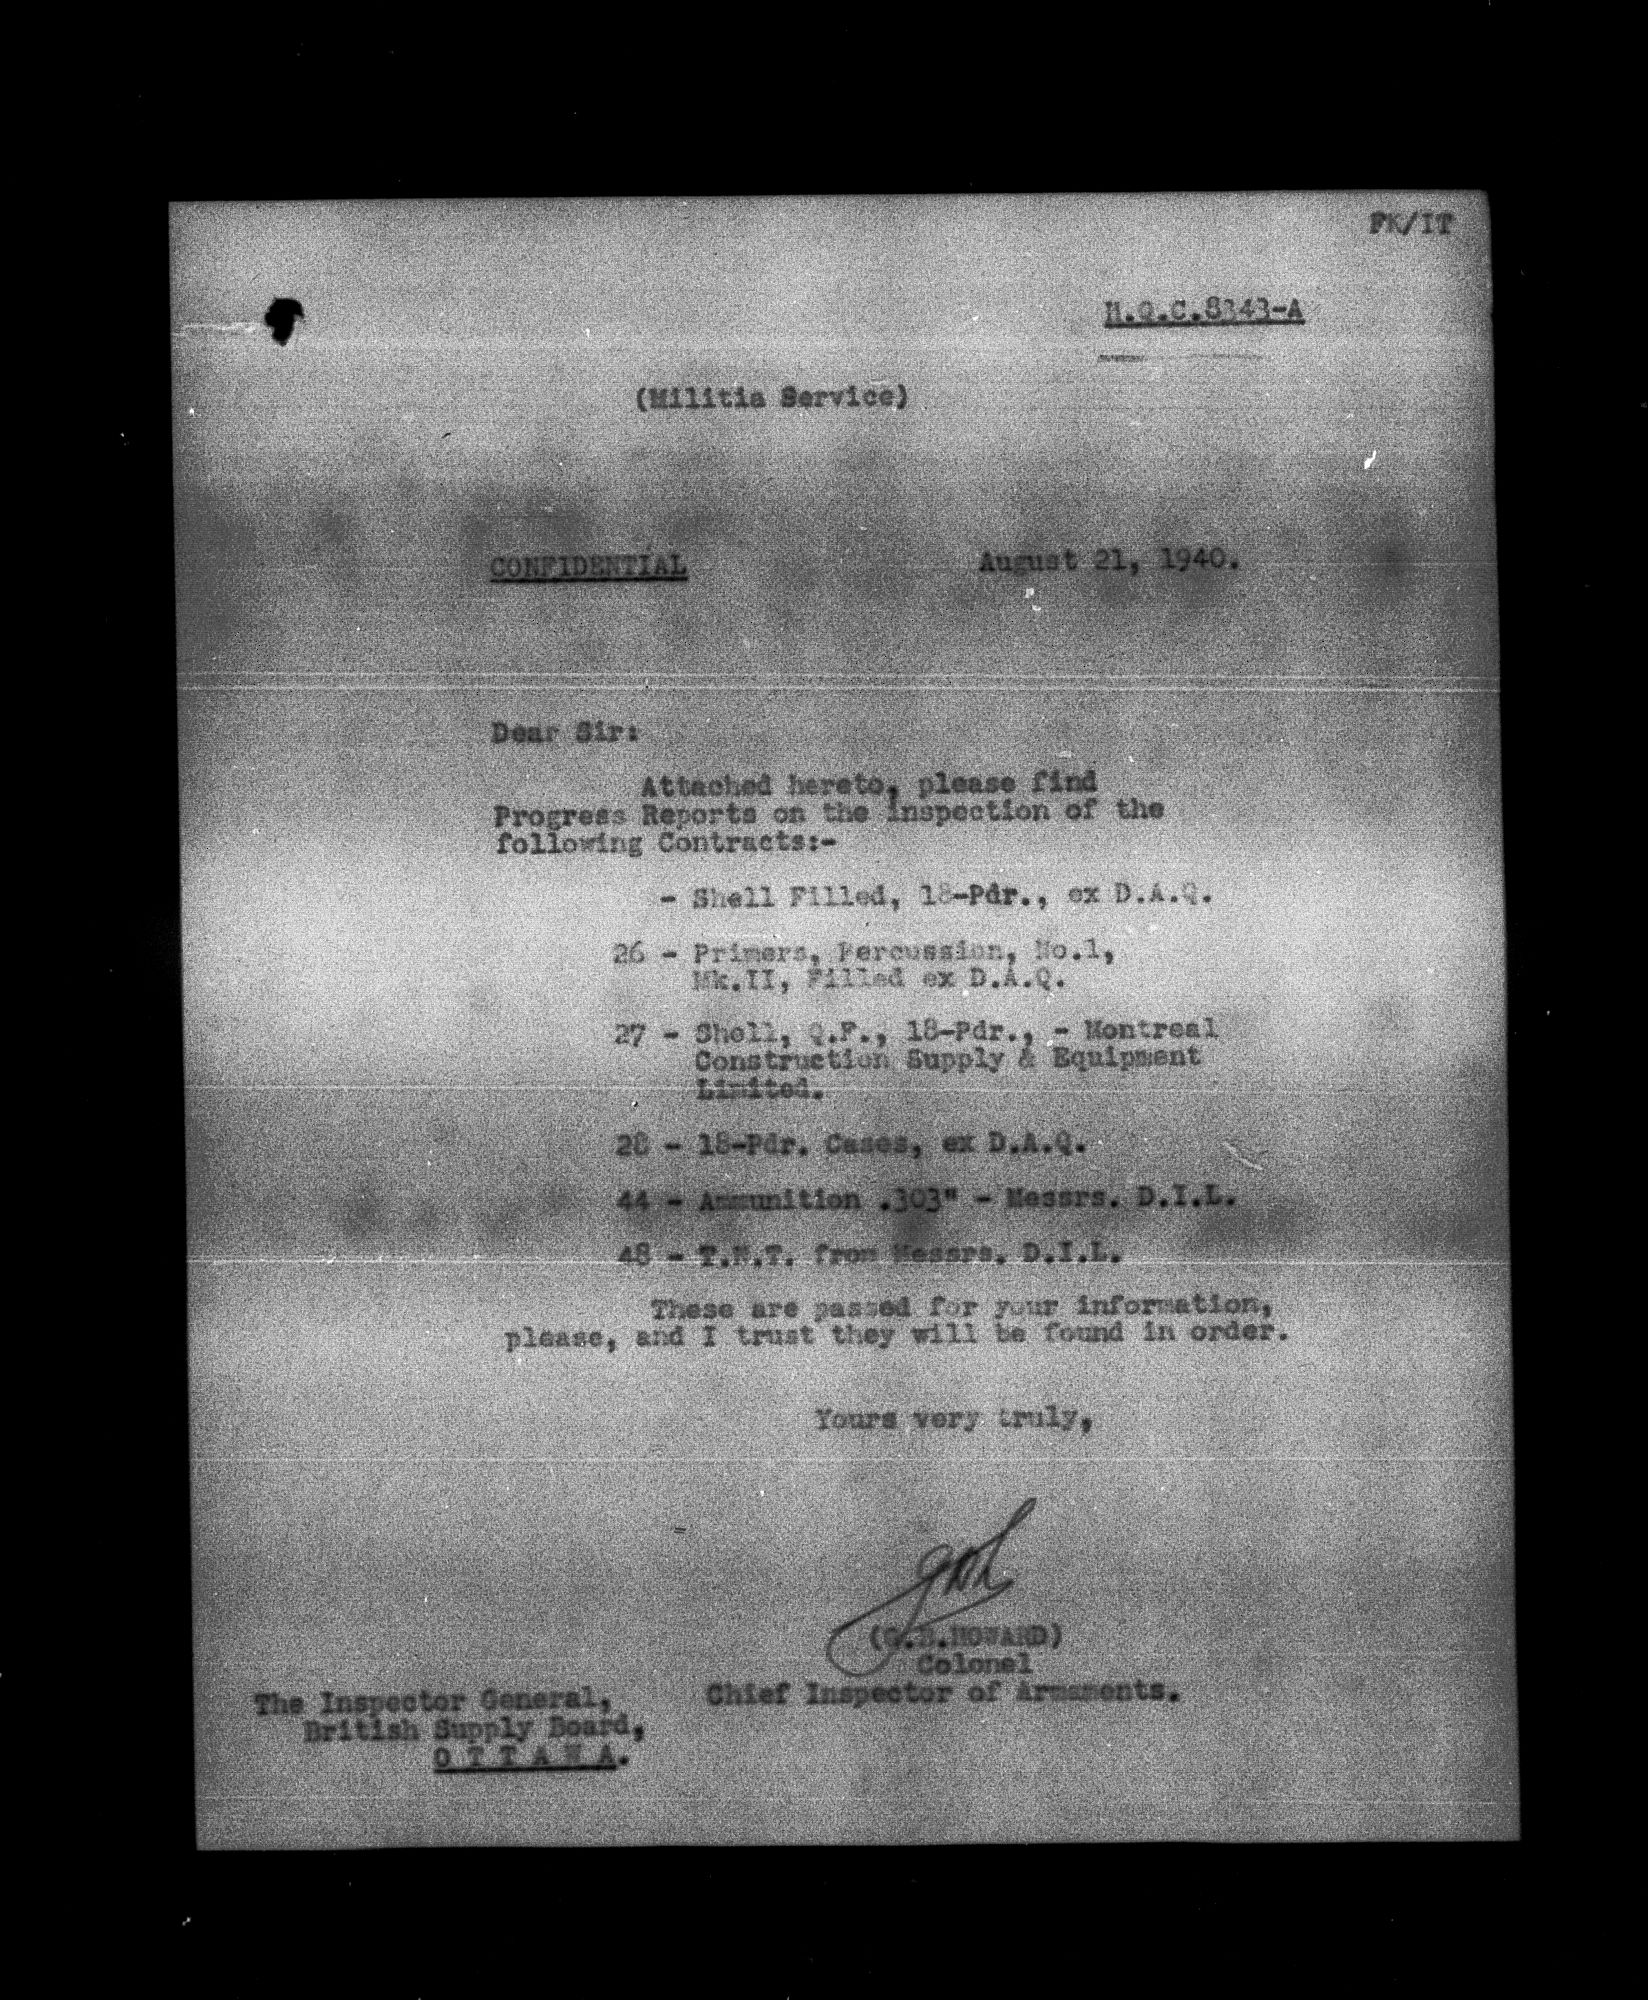 FK/IT
H.Q.C.8343-A
(Militia Service)
CONFIDENTIAL August 21, 1940.
Dear Sir:
Attached hereto, please find
Progress Reports on the inspection of the
following Contracts:-
- Shell Filled, 18-Pdr., ex D.A.Q.
26 - Primers, Percussion, No.1,
Mk.II, Filled ex D.A.Q.
27 - Shell, Q.F., 18-Pdr., - Montreal
Construction Supply & Equipment
Limited.
28 - 18-Pdr. Cases, ex D.A.Q.
44 - Ammunition .303" - Messrs. D.I.L.
48 - T.N.T. from Messrs. D.I.L.
These are passed for your information,
please, and I trust they will be found in order.
Yours very truly,
(G.B.HOWARD)
Colonel
Chief Inspector of Armaments.
The Inspector General,
British Supply Board,
O T T A W A.